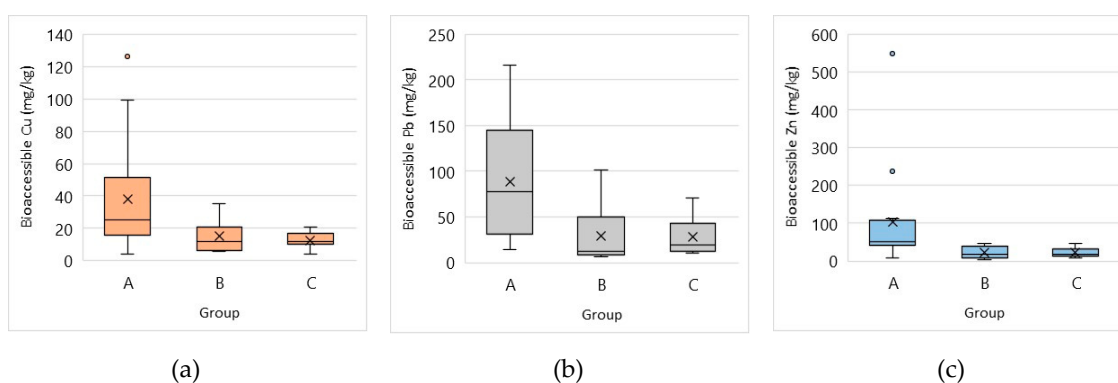 140
120
100
80
60
40
20
0
Bioaccessible Cu (mg/kg)
A B C
Group
(a)
250
200
150
100
50
0
Bioaccessible Pb (mg/kg)
A B C
Group
(b)
600
500
400
300
200
100
0
Bioaccessible Zn (mg/kg)
A B C
Group
(c)